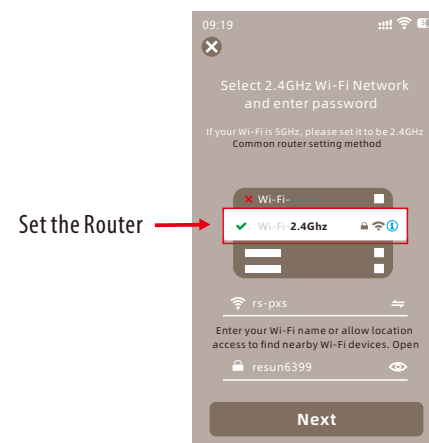 09:19
Select 2.4GHz Wi-Fi Network
and enter password
If your Wi-Fi is 5GHz, please set it to be 2.4GHz
Common router setting method
Wi-Fi-
Set the Router
Wi-Fi-2.4Ghz
rs-pxs
Enter your Wi-Fi name or allow location
access to find nearby Wi-Fi devices. Open
resun6399
Next